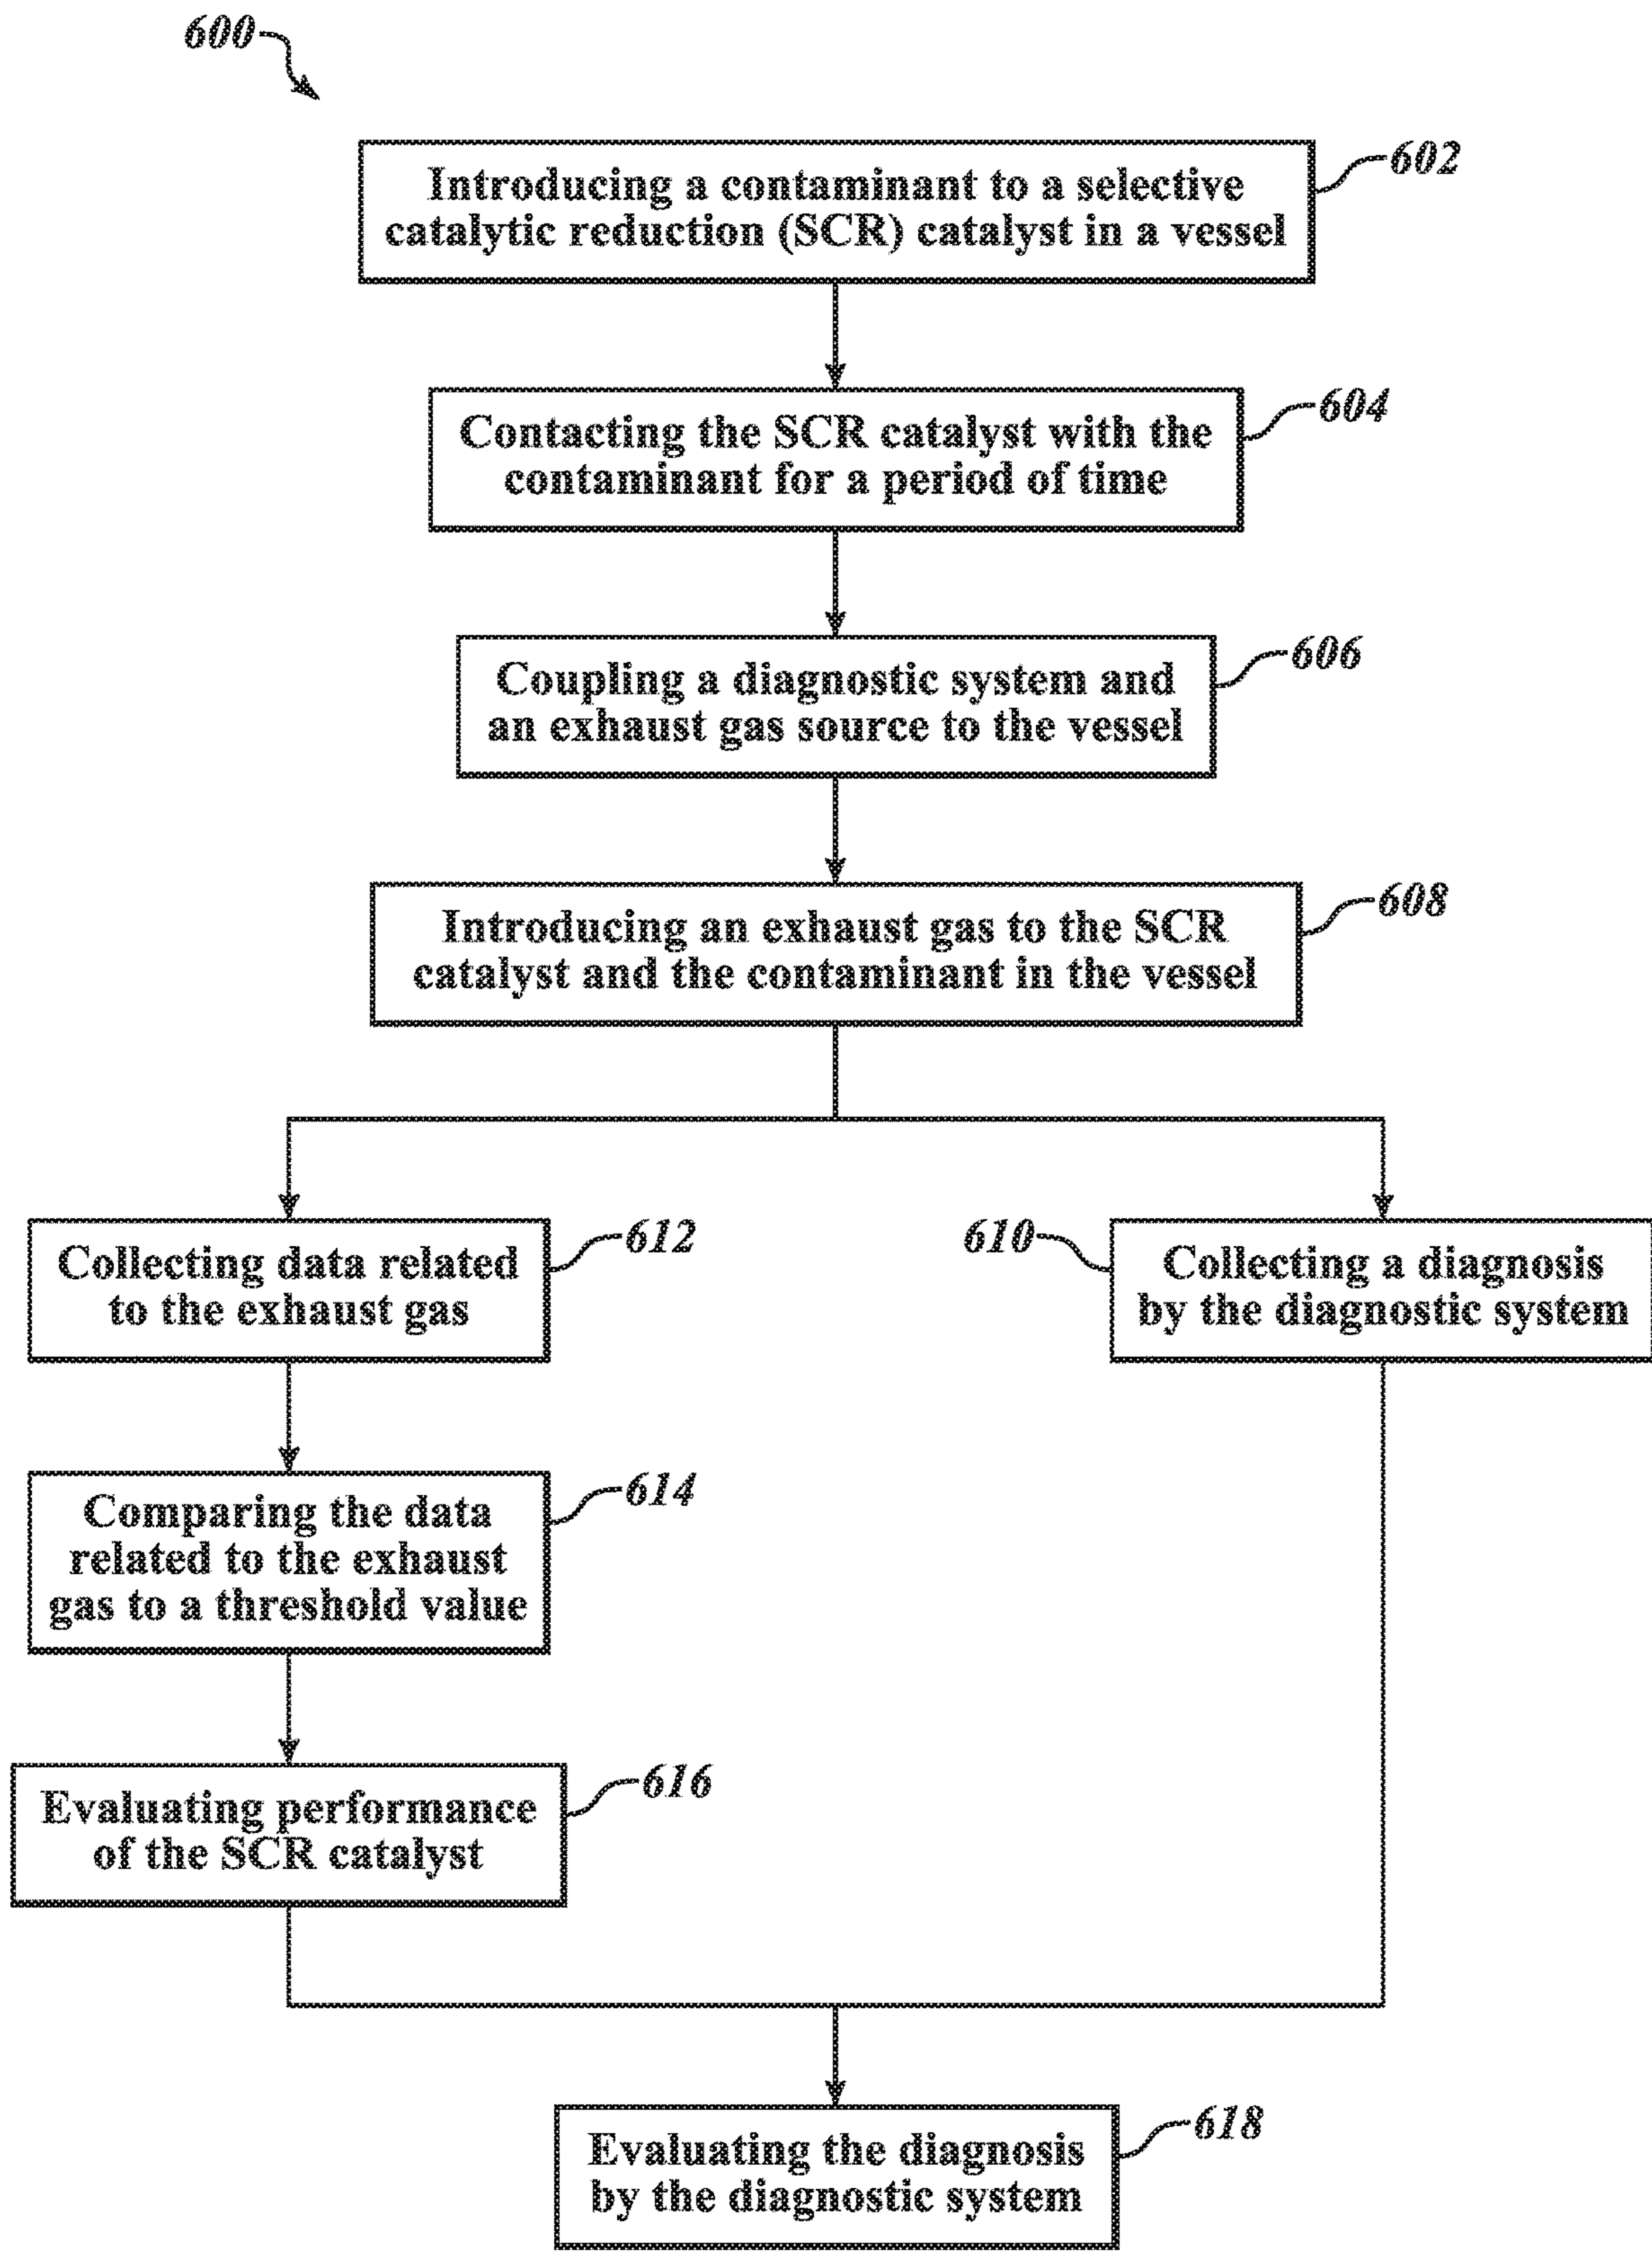 600
Introducing a contaminant to a selective
catalytic reduction (SCR) catalyst in a vessel
602
Contacting the SCR catalyst with the
contaminant for a period of time
604
Coupling a diagnostic system and
an exhaust gas source to the vessel
606
Introducing an exhaust gas to the SCR
catalyst and the contaminant in the vessel
608
Collecting data related
to the exhaust gas
612
610
Collecting a diagnosis
by the diagnostic system
Comparing the data
related to the exhaust
gas to a threshold value
614
Evaluating performance
of the SCR catalyst
616
Evaluating the diagnosis
by the diagnostic system
618